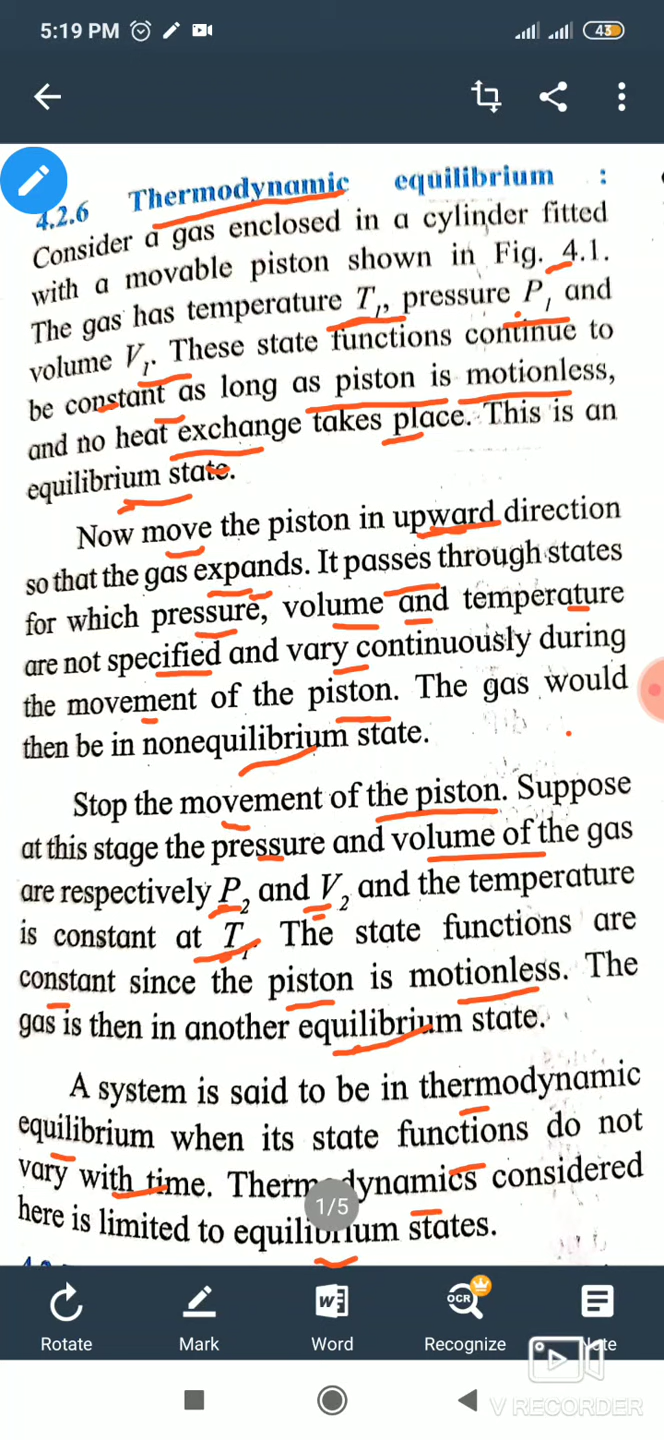 5:19 PM
43
4.2.6 Thermodynamic equilibrium :
Consider a gas enclosed in a cylinder fitted
with a movable piston shown in Fig. 4.1.
The gas has temperature T₁, pressure P₁ and
volume V₁. These state functions continue to
be constant as long as piston is motionless,
and no heat exchange takes place. This is an
equilibrium state.
Now move the piston in upward direction
so that the gas expands. It passes through states
for which pressure, volume and temperature
are not specified and vary continuously during
the movement of the piston. The gas would
then be in nonequilibrium state.
Stop the movement of the piston. Suppose
at this stage the pressure and volume of the gas
are respectively P₂ and V₂ and the temperature
is constant at T₁. The state functions are
constant since the piston is motionless. The
gas is then in another equilibrium state.
A system is said to be in thermodynamic
equilibrium when its state functions do not
vary with time. Thermodynamics considered
here is limited to equilibrium states.
1/5
W
OCR
Rotate Mark Word Recognize Note
V RECORDER